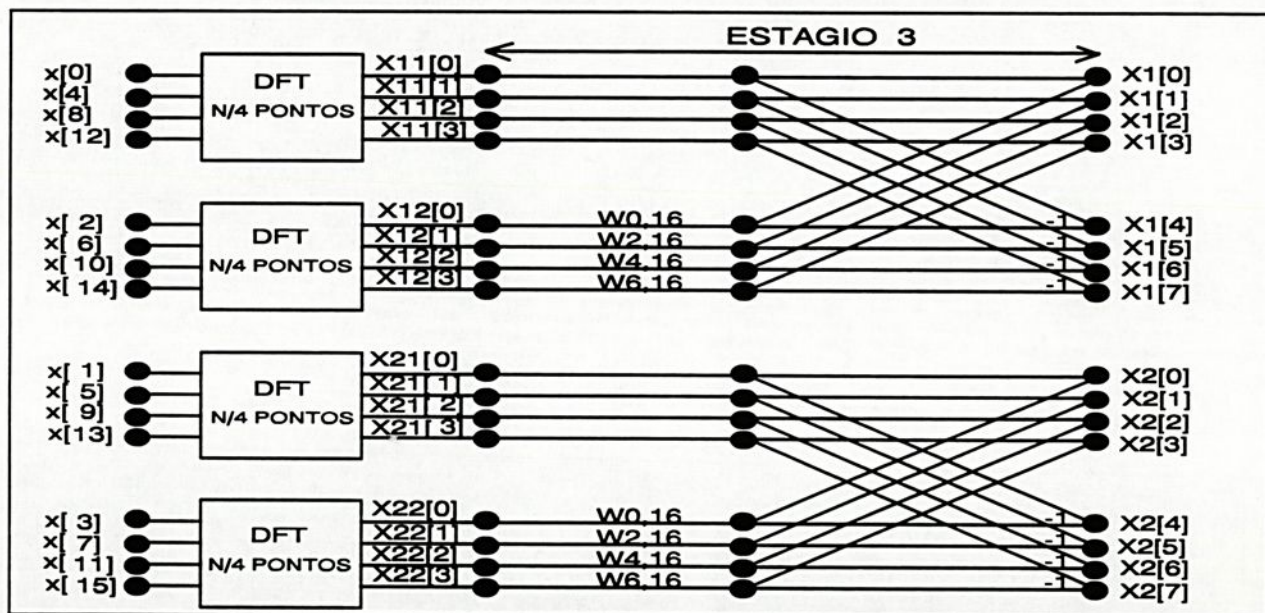 ESTAGIO 3
x[0]
x[4]
x[8]
x[12]
DFT
N/4 PONTOS
X11[0]
X11[1]
X11[2]
X11[3]
X1[0]
X1[1]
X1[2]
X1[3]
x[ 2]
x[ 6]
x[ 10]
x[ 14]
DFT
N/4 PONTOS
X12[0]
X12[1]
X12[2]
X12[3]
W0,16
W2,16
W4,16
W6,16
-1
-1
-1
-1
X1[4]
X1[5]
X1[6]
X1[7]
x[ 1]
x[ 5]
x[ 9]
x[13]
DFT
N/4 PONTOS
X21[0]
X21[ 1]
X21[ 2]
X21[ 3]
X2[0]
X2[1]
X2[2]
X2[3]
x[ 3]
x[ 7]
x[ 11]
x[ 15]
DFT
N/4 PONTOS
X22[0]
X22[1]
X22[2]
X22[3]
W0,16
W2,16
W4,16
W6,16
-1
-1
-1
-1
X2[4]
X2[5]
X2[6]
X2[7]